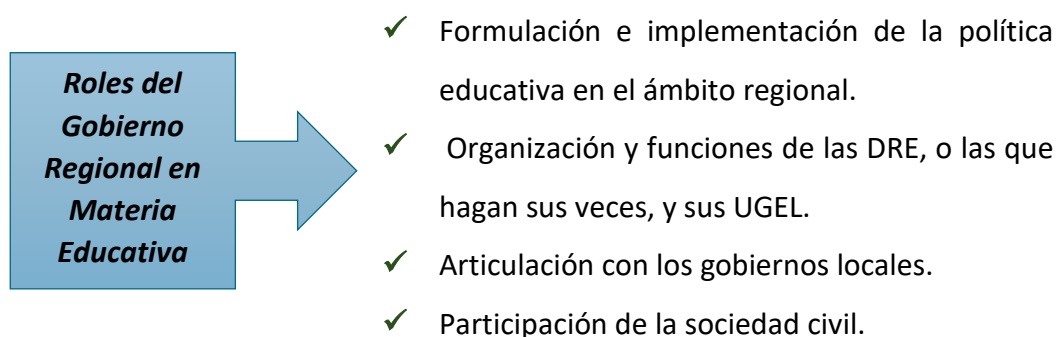 Roles del
Gobierno
Regional en
Materia
Educativa
✓ Formulación e implementación de la política
educativa en el ámbito regional.
✓ Organización y funciones de las DRE, o las que
hagan sus veces, y sus UGEL.
✓ Articulación con los gobiernos locales.
✓ Participación de la sociedad civil.